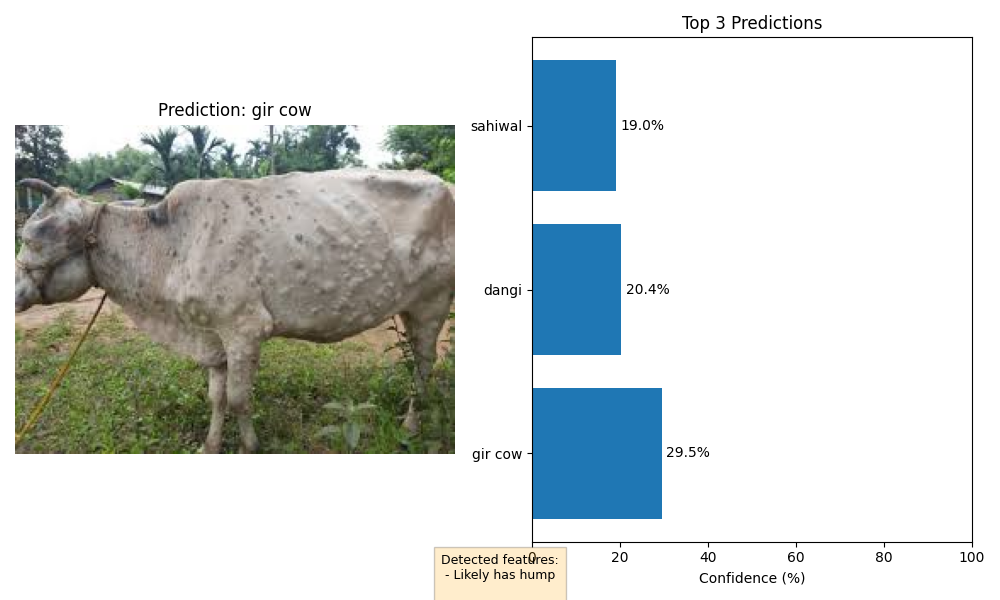 Prediction: gir cow
Top 3 Predictions
sahiwal
19.0%
dangi
20.4%
gir cow
29.5%
0 20 40 60 80 100
Confidence (%)
Detected features:
- Likely has hump